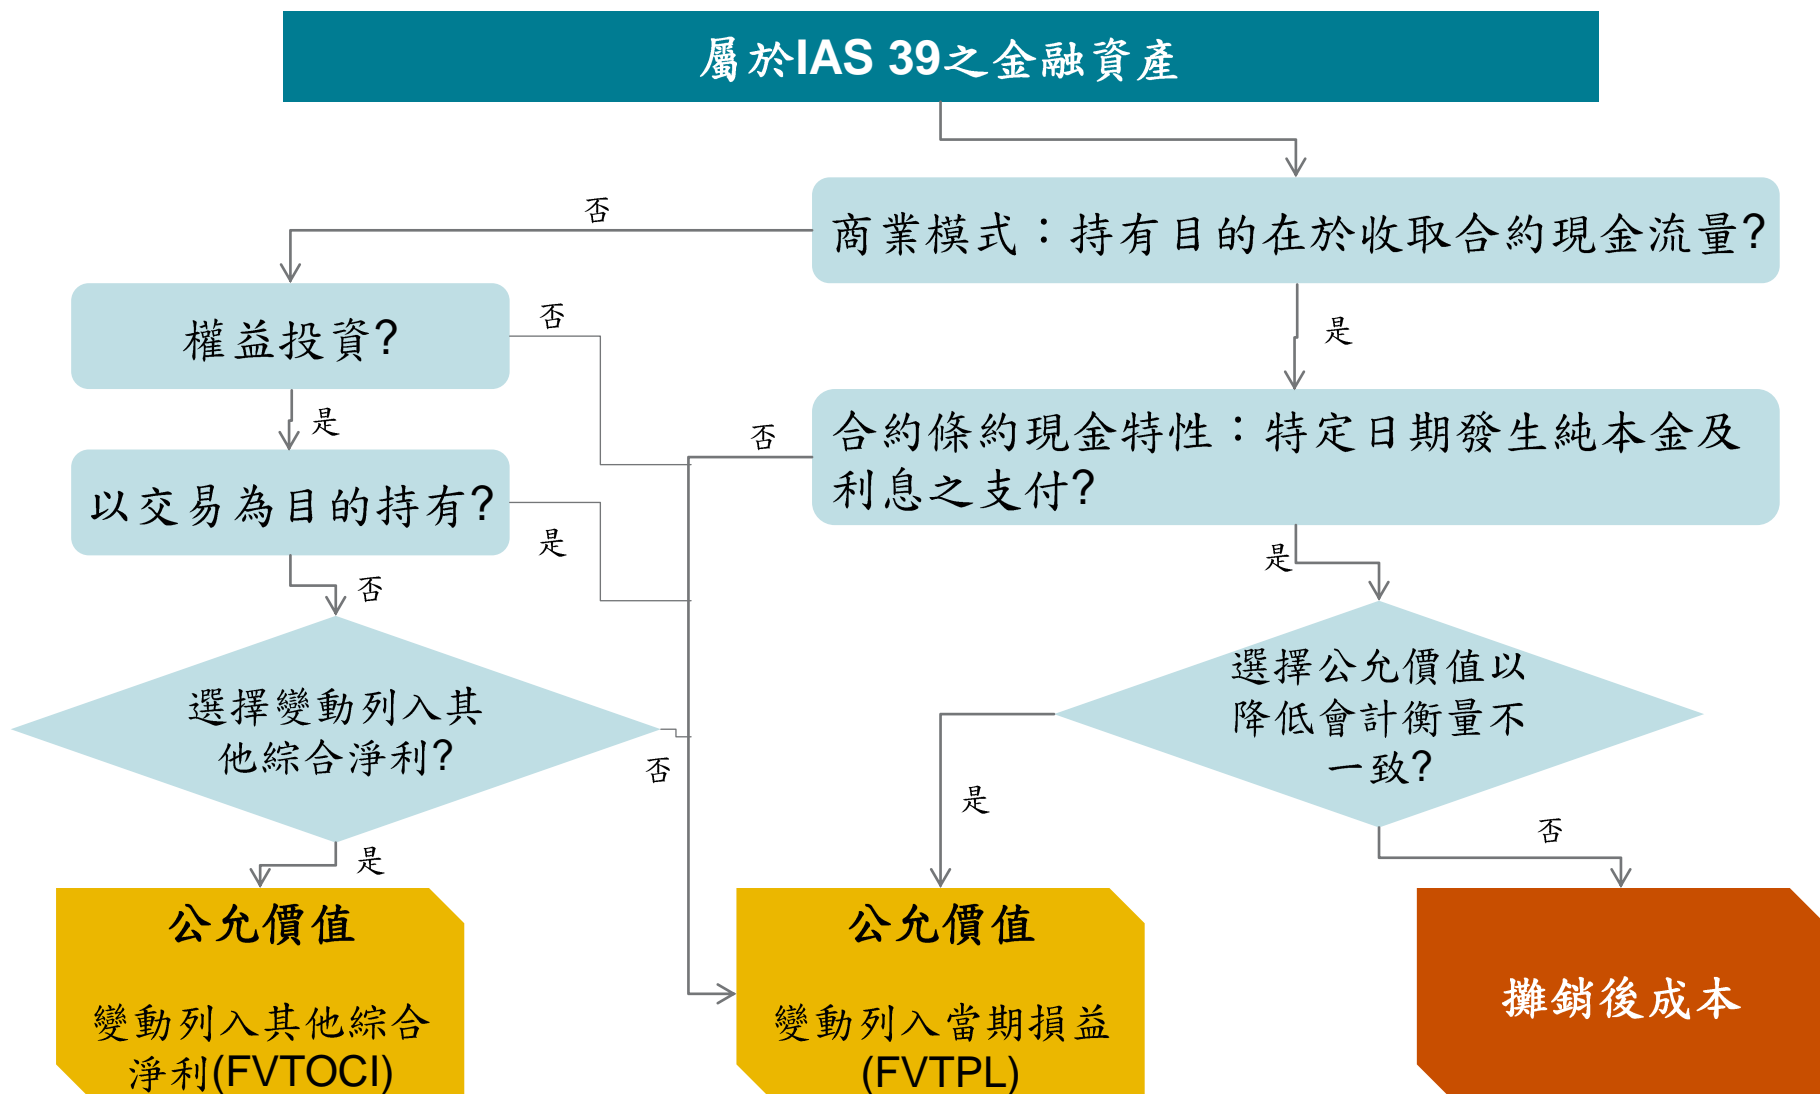 屬於IAS 39之金融資產
否
商業模式：持有目的在於收取合約現金流量?
權益投資?
否
是
是
合約條約現金特性：特定日期發生純本金及
利息之支付?
否
以交易為目的持有?
是
是
否
選擇公允價值以
降低會計衡量不
一致?
選擇變動列入其
他綜合淨利?
否
是
否
是
公允價值
變動列入其他綜合
淨利(FVTOCI)
公允價值
變動列入當期損益
(FVTPL)
攤銷後成本